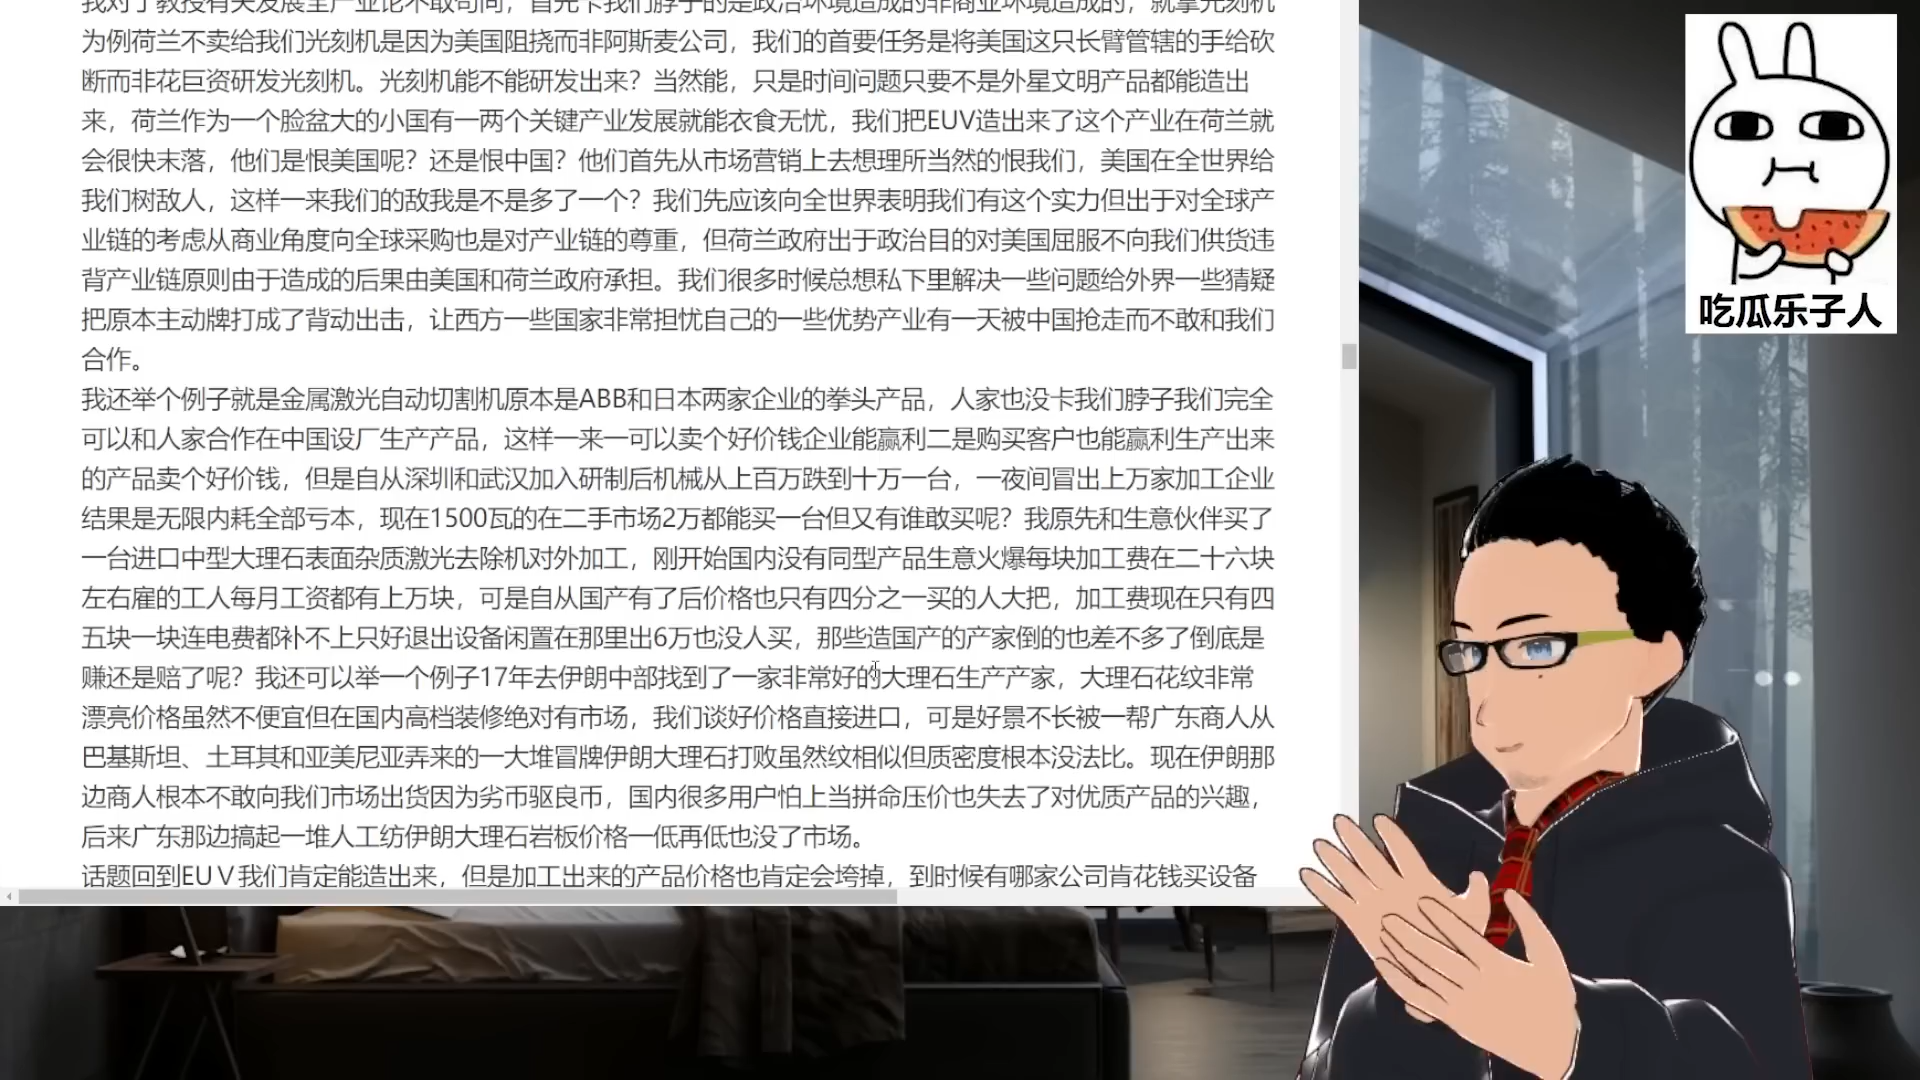 我对丁教授有关发展全产业论不敢苟同，首先卡我们脖子的是政治环境造成的非商业环境造成的，就拿光刻机
为例荷兰不卖给我们光刻机是因为美国阻挠而非阿斯麦公司，我们的首要任务是将美国这只长臂管辖的手给砍
断而非花巨资研发光刻机。光刻机能不能研发出来？当然能，只是时间问题只要不是外星文明产品都能造出
来，荷兰作为一个脸盆大的小国有一两个关键产业发展就能衣食无忧，我们把EUV造出来了这个产业在荷兰就
会很快末落，他们是恨美国呢？还是恨中国？他们首先从市场营销上去想理所当然的恨我们，美国在全世界给
我们树敌人，这样一来我们的敌我是不是多了一个？我们先应该向全世界表明我们有这个实力但出于对全球产
业链的考虑从商业角度向全球采购也是对产业链的尊重，但荷兰政府出于政治目的对美国屈服不向我们供货违
背产业链原则由于造成的后果由美国和荷兰政府承担。我们很多时候总想私下里解决一些问题给外界一些猜疑
把原本主动牌打成了背动出击，让西方一些国家非常担忧自己的一些优势产业有一天被中国抢走而不敢和我们
合作。
我还举个例子就是金属激光自动切割机原本是ABB和日本两家企业的拳头产品，人家也没卡我们脖子我们完全
可以和人家合作在中国设厂生产产品，这样一来一可以卖个好价钱企业能赢利二是购买客户也能赢利生产出来
的产品卖个好价钱，但是自从深圳和武汉加入研制后机械从上百万跌到十万一台，一夜间冒出上万家加工企业
结果是无限内耗全部亏本，现在1500瓦的在二手市场2万都能买一台但又有谁敢买呢？我原先和生意伙伴买了
一台进口中型大理石表面杂质激光去除机对外加工，刚开始国内没有同型产品生意火爆每块加工费在二十六块
左右雇的工人每月工资都有上万块，可是自从国产有了后价格也只有四分之一买的人大把，加工费现在只有四
五块一块连电费都补不上只好退出设备闲置在那里出6万也没人买，那些造国产的产家倒的也差不多了倒底是
赚还是赔了呢？我还可以举一个例子17年去伊朗中部找到了一家非常好的大理石生产产家，大理石花纹非常
漂亮价格虽然不便宜但在国内高档装修绝对有市场，我们谈好价格直接进口，可是好景不长被一帮广东商人从
巴基斯坦、土耳其和亚美尼亚弄来的一大堆冒牌伊朗大理石打败虽然纹相似但质密度根本没法比。现在伊朗那
边商人根本不敢向我们市场出货因为劣币驱良币，国内很多用户怕上当拼命压价也失去了对优质产品的兴趣，
后来广东那边搞起一堆人工纺伊朗大理石岩板价格一低再低也没了市场。
话题回到EUV我们肯定能造出来，但是加工出来的产品价格也肯定会垮掉，到时候有哪家公司肯花钱买设备
吃瓜乐子人